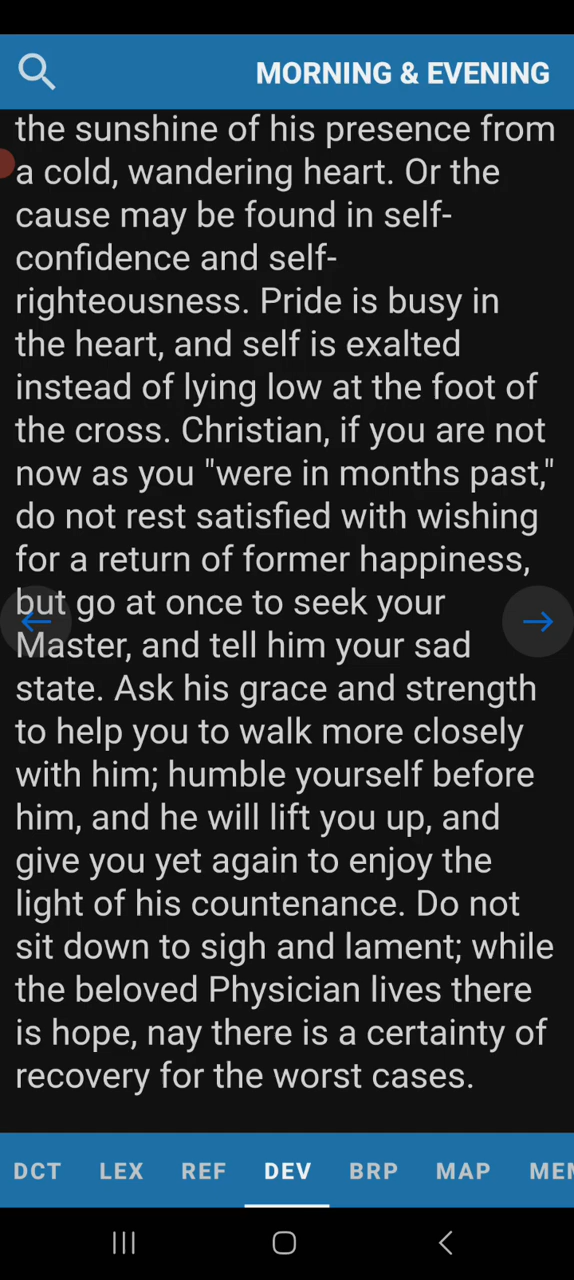 MORNING & EVENING
the sunshine of his presence from
a cold, wandering heart. Or the
cause may be found in self-
confidence and self-
righteousness. Pride is busy in
the heart, and self is exalted
instead of lying low at the foot of
the cross. Christian, if you are not
now as you "were in months past,"
do not rest satisfied with wishing
for a return of former happiness,
but go at once to seek your
Master, and tell him your sad
state. Ask his grace and strength
to help you to walk more closely
with him; humble yourself before
him, and he will lift you up, and
give you yet again to enjoy the
light of his countenance. Do not
sit down to sigh and lament; while
the beloved Physician lives there
is hope, nay there is a certainty of
recovery for the worst cases.
DCT LEX REF DEV BRP MAP MEM